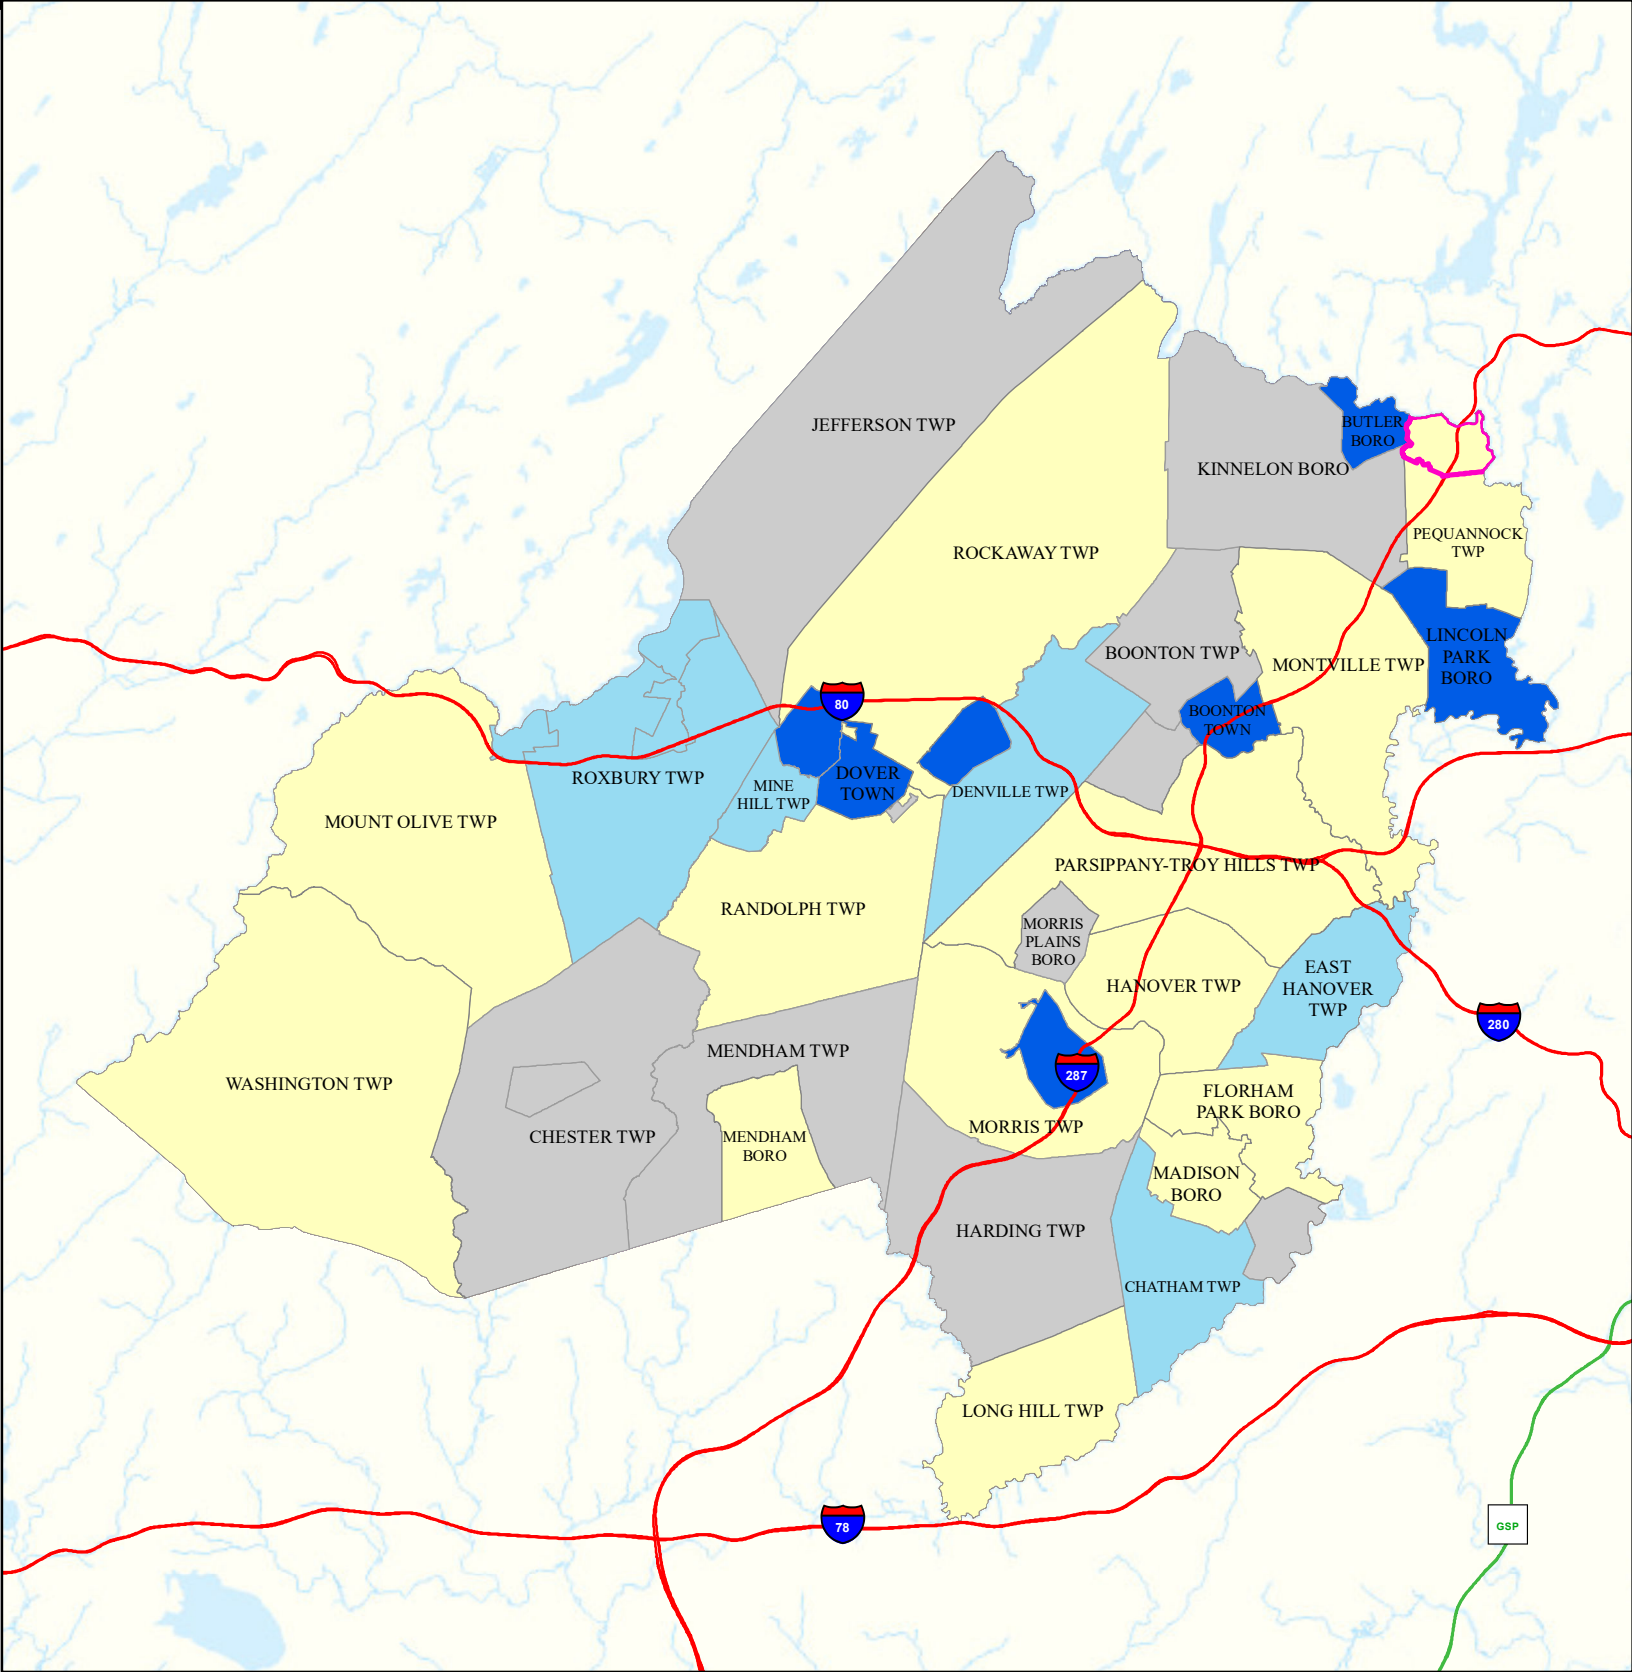 JEFFERSON TWP
BUTLER
BORO
KINNELON BORO
PEQUANNOCK
TWP
ROCKAWAY TWP
LINCOLN
PARK
BORO
BOONTON TWP
MONTVILLE TWP
80
BOONTON
TOWN
ROXBURY TWP
MINE
HILL TWP
DOVER
TOWN
DENVILLE TWP
MOUNT OLIVE TWP
PARSIPPANY-TROY HILLS TWP
RANDOLPH TWP
MORRIS
PLAINS
BORO
EAST
HANOVER
TWP
HANOVER TWP
280
MENDHAM TWP
287
WASHINGTON TWP
FLORHAM
PARK BORO
CHESTER TWP
MENDHAM
BORO
MORRIS TWP
MADISON
BORO
HARDING TWP
CHATHAM TWP
LONG HILL TWP
78
GSP